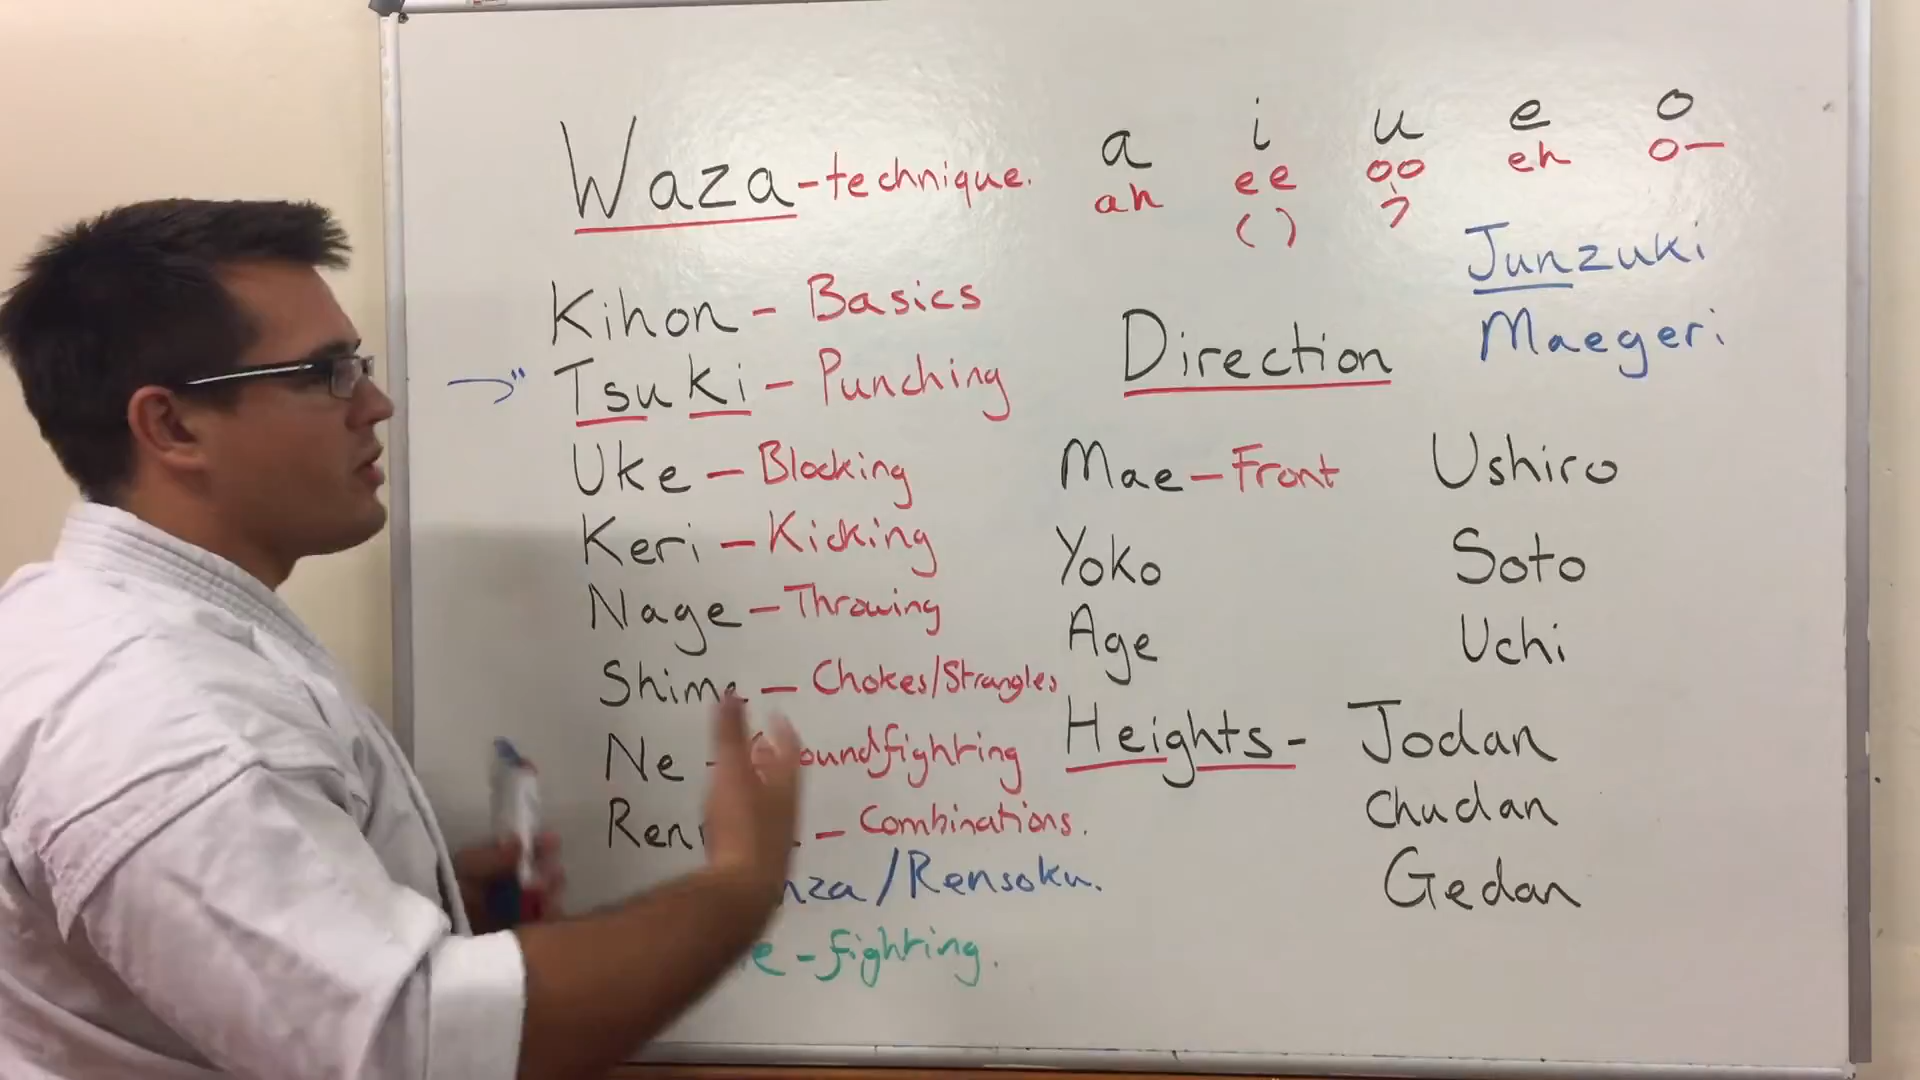 Waza - technique.
a i u e o
ah ee oo eh o—
( )
Junzuki
Maegeri
Kihon - Basics
Tsuki - Punching
Uke - Blocking
Keri - Kicking
Nage - Throwing
Shime - Chokes/Strangles
Ne - Groundfighting
- Combinations.
/Rensoku.
- fighting.
Direction
Mae - Front
Yoko
Age
Ushiro
Soto
Uchi
Heights - Jodan
Chudan
Gedan